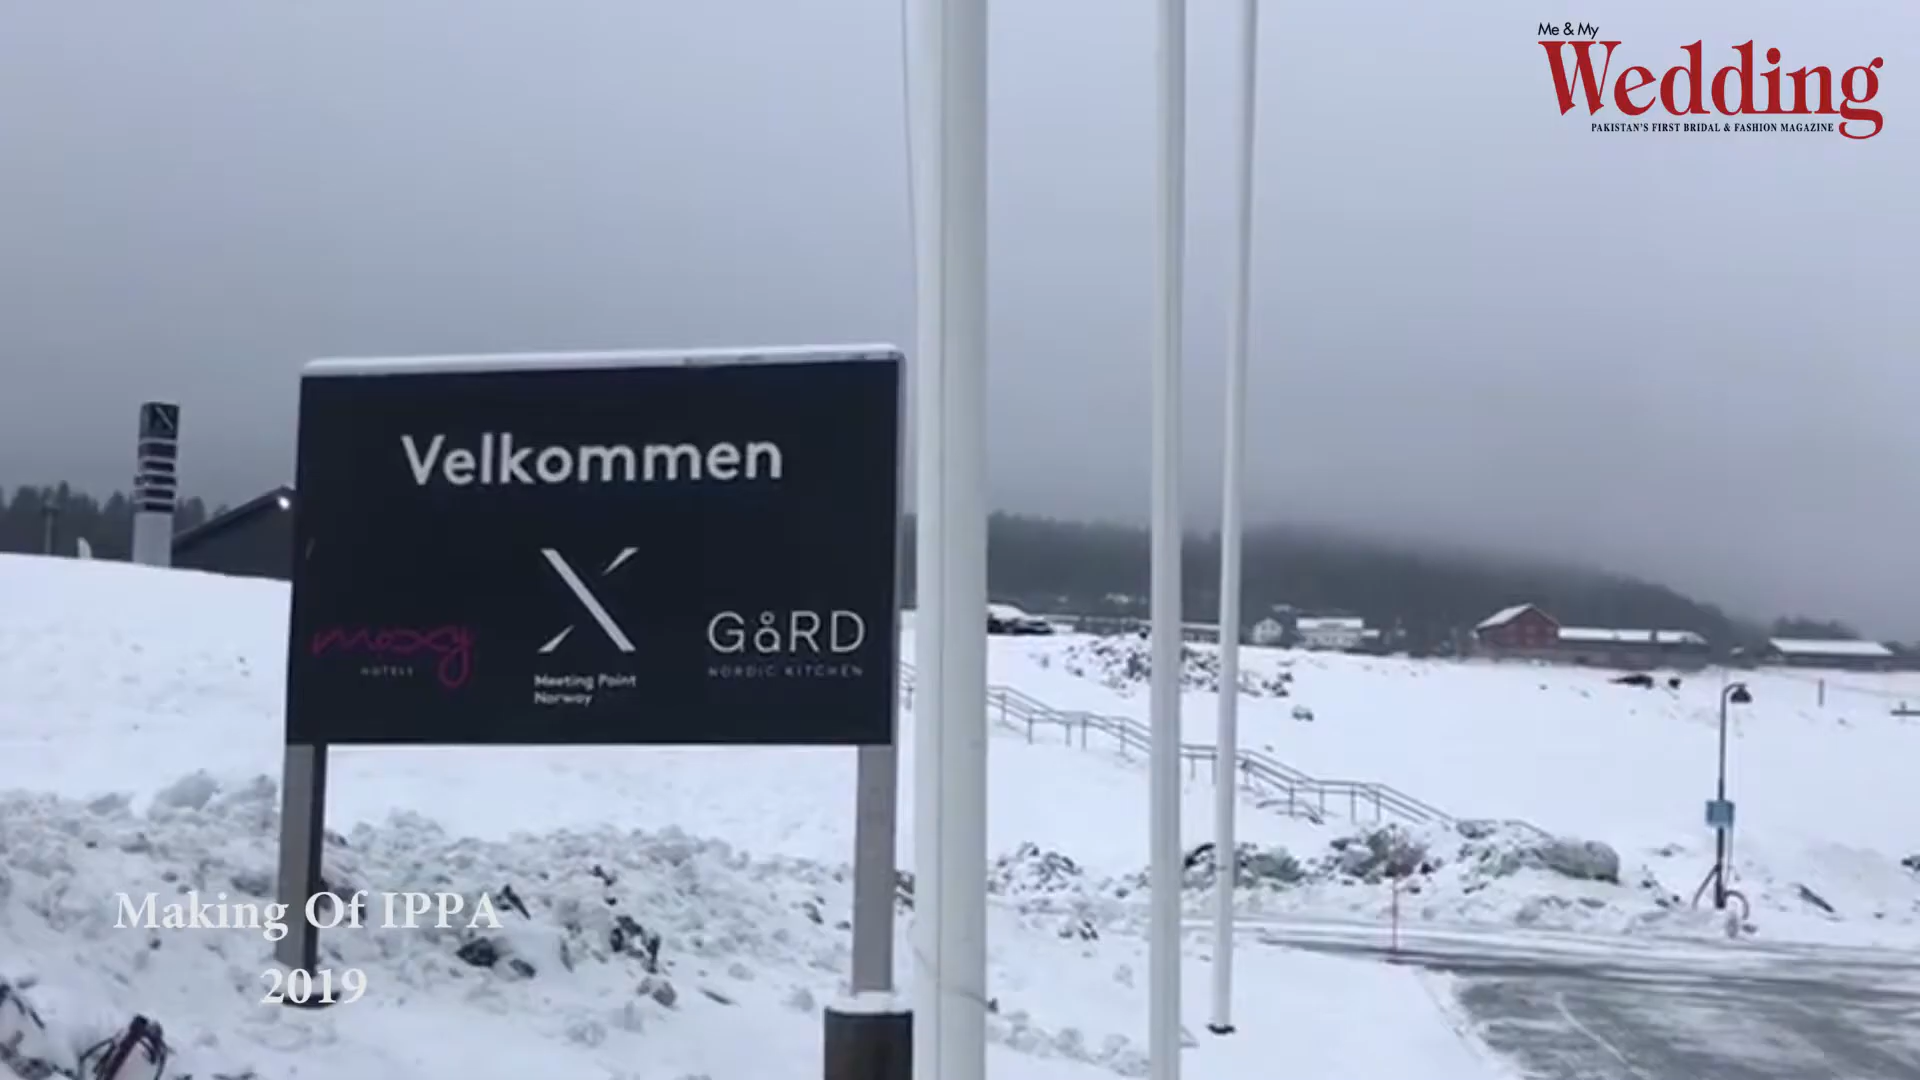 Me & My
Wedding
PAKISTAN'S FIRST BRIDAL & FASHION MAGAZINE
Velkommen
moxy
HOTELS
Meeting Point
Norway
GåRD
NORDIC KITCHEN
Making Of IPPA
2019